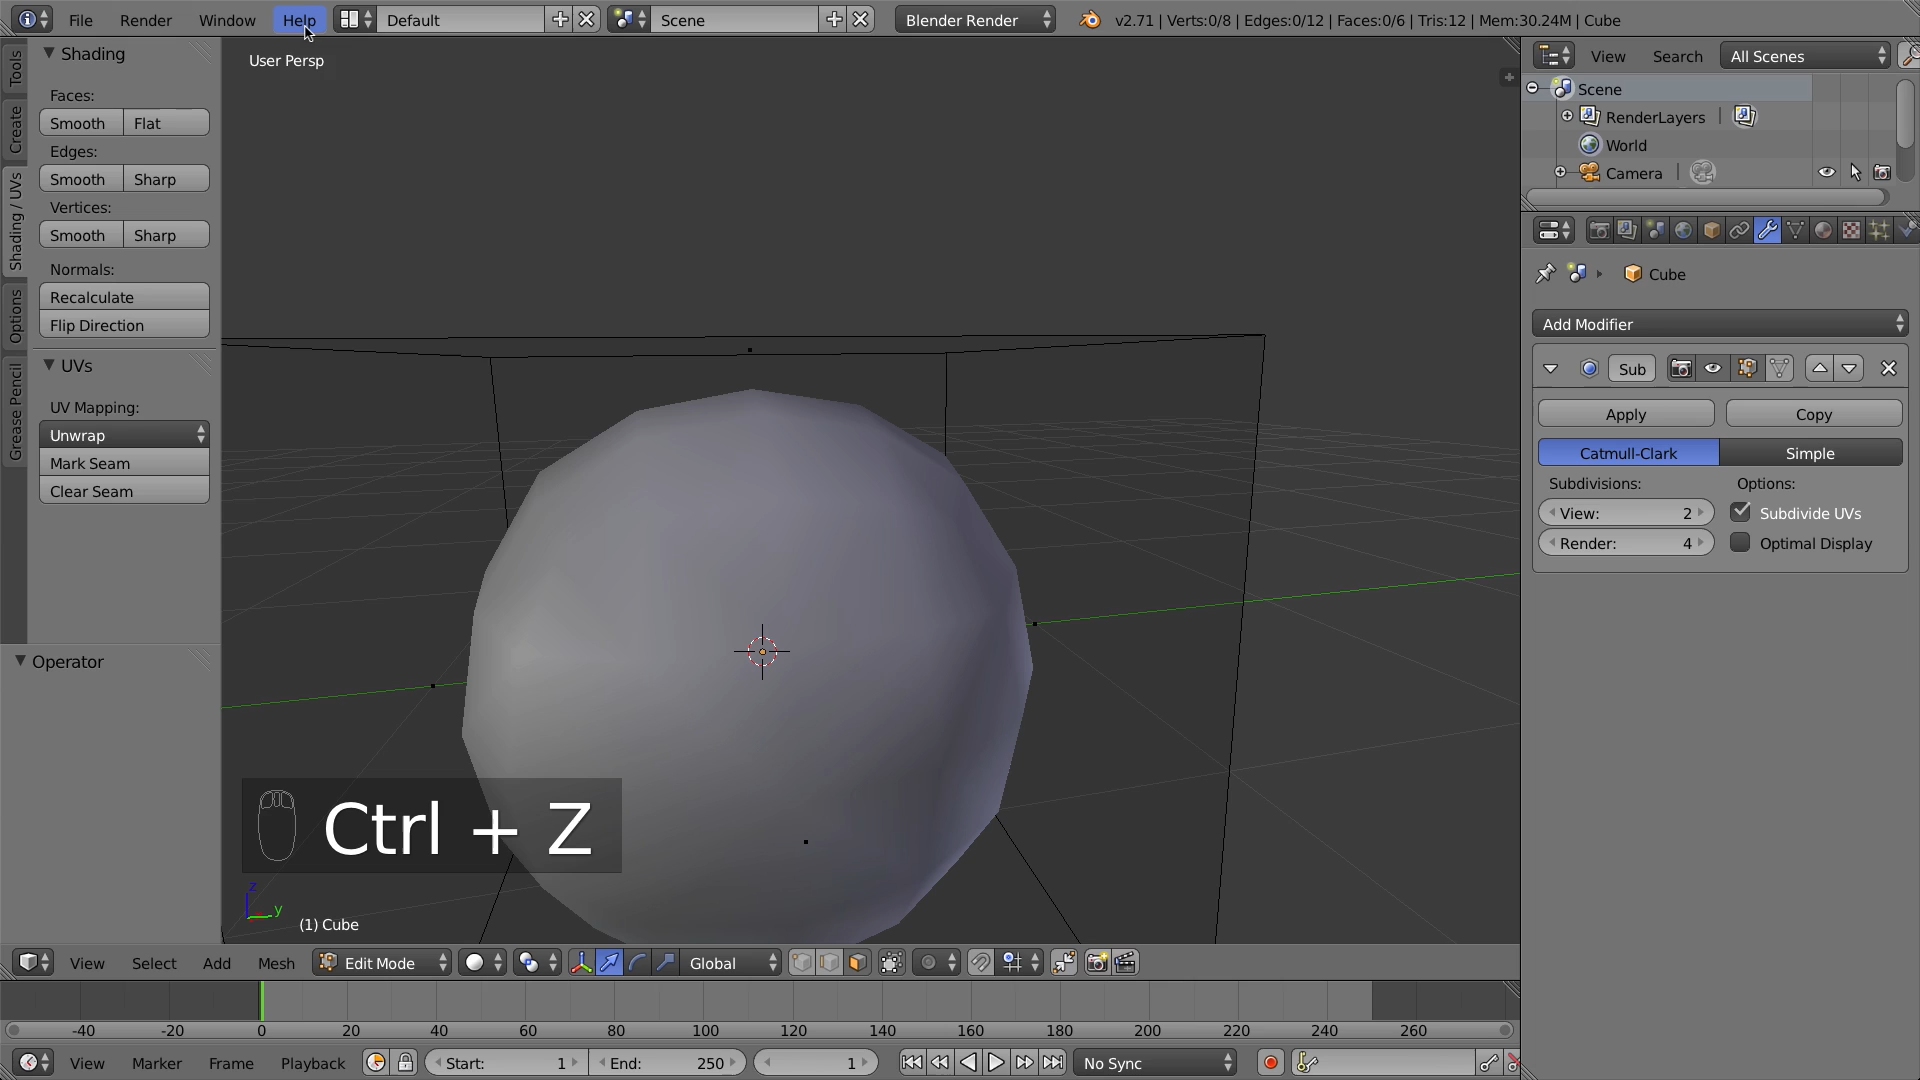 File Render Window Help Default Scene Blender Render v2.71 | Verts:0/8 | Edges:0/12 | Faces:0/6 | Tris:12 | Mem:30.24M | Cube
Tools
Create
Shading / UVs
Options
Grease Pencil
Shading
Faces:
Smooth Flat
Edges:
Smooth Sharp
Vertices:
Smooth Sharp
Normals:
Recalculate
Flip Direction
UVs
UV Mapping:
Unwrap
Mark Seam
Clear Seam
Operator
User Persp
Ctrl + Z
z
y
(1) Cube
View Search All Scenes
Scene
RenderLayers
World
Camera
Cube
Add Modifier
Sub
Apply Copy
Catmull-Clark Simple
Subdivisions: Options:
View: 2 Subdivide UVs
Render: 4 Optimal Display
View Select Add Mesh Edit Mode Global
-40 -20 0 20 40 60 80 100 120 140 160 180 200 220 240 260
View Marker Frame Playback Start: 1 End: 250 1 No Sync